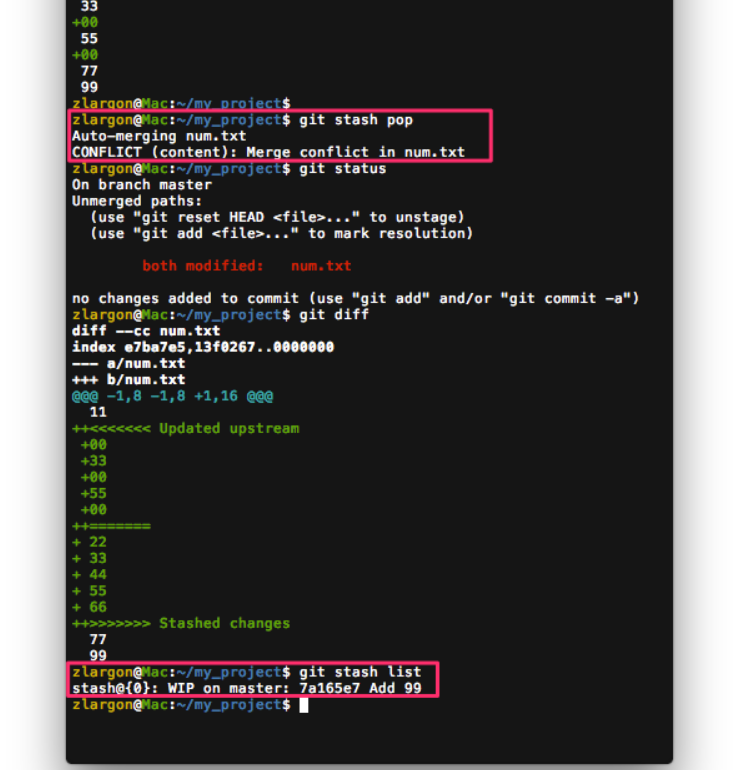 33
+00
55
+00
77
99
zlargon@Mac:~/my_project$
zlargon@Mac:~/my_project$ git stash pop
Auto-merging num.txt
CONFLICT (content): Merge conflict in num.txt
zlargon@Mac:~/my_project$ git status
On branch master
Unmerged paths:
  (use "git reset HEAD <file>..." to unstage)
  (use "git add <file>..." to mark resolution)
        both modified:   num.txt
no changes added to commit (use "git add" and/or "git commit -a")
zlargon@Mac:~/my_project$ git diff
diff --cc num.txt
index e7ba7e5,13f0267..0000000
--- a/num.txt
+++ b/num.txt
@@@ -1,8 -1,8 +1,16 @@@
  11
++<<<<<<< Updated upstream
 +00
 +33
 +00
 +55
 +00
++=======
+ 22
+ 33
+ 44
+ 55
+ 66
++>>>>>>> Stashed changes
  77
  99
zlargon@Mac:~/my_project$ git stash list
stash@{0}: WIP on master: 7a165e7 Add 99
zlargon@Mac:~/my_project$